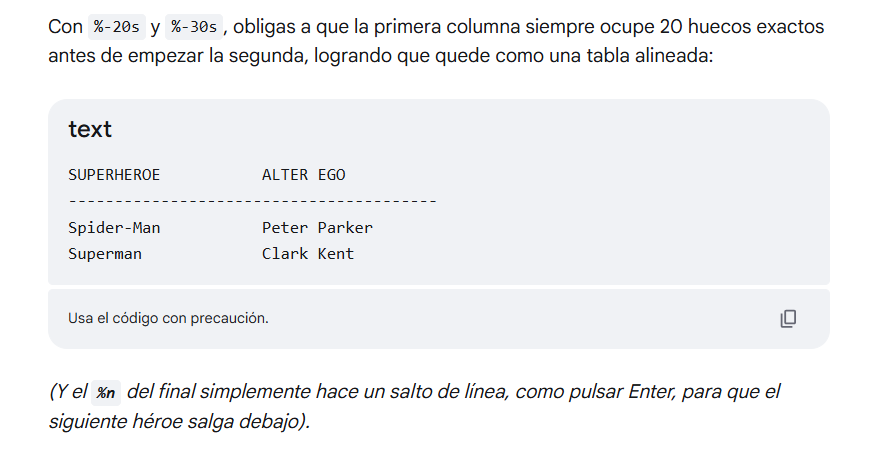 Con %-20s y %-30s, obligas a que la primera columna siempre ocupe 20 huecos exactos
antes de empezar la segunda, logrando que quede como una tabla alineada:
text
SUPERHEROE           ALTER EGO
----------------------------------------
Spider-Man           Peter Parker
Superman             Clark Kent
Usa el código con precaución.
(Y el %n del final simplemente hace un salto de línea, como pulsar Enter, para que el
siguiente héroe salga debajo).